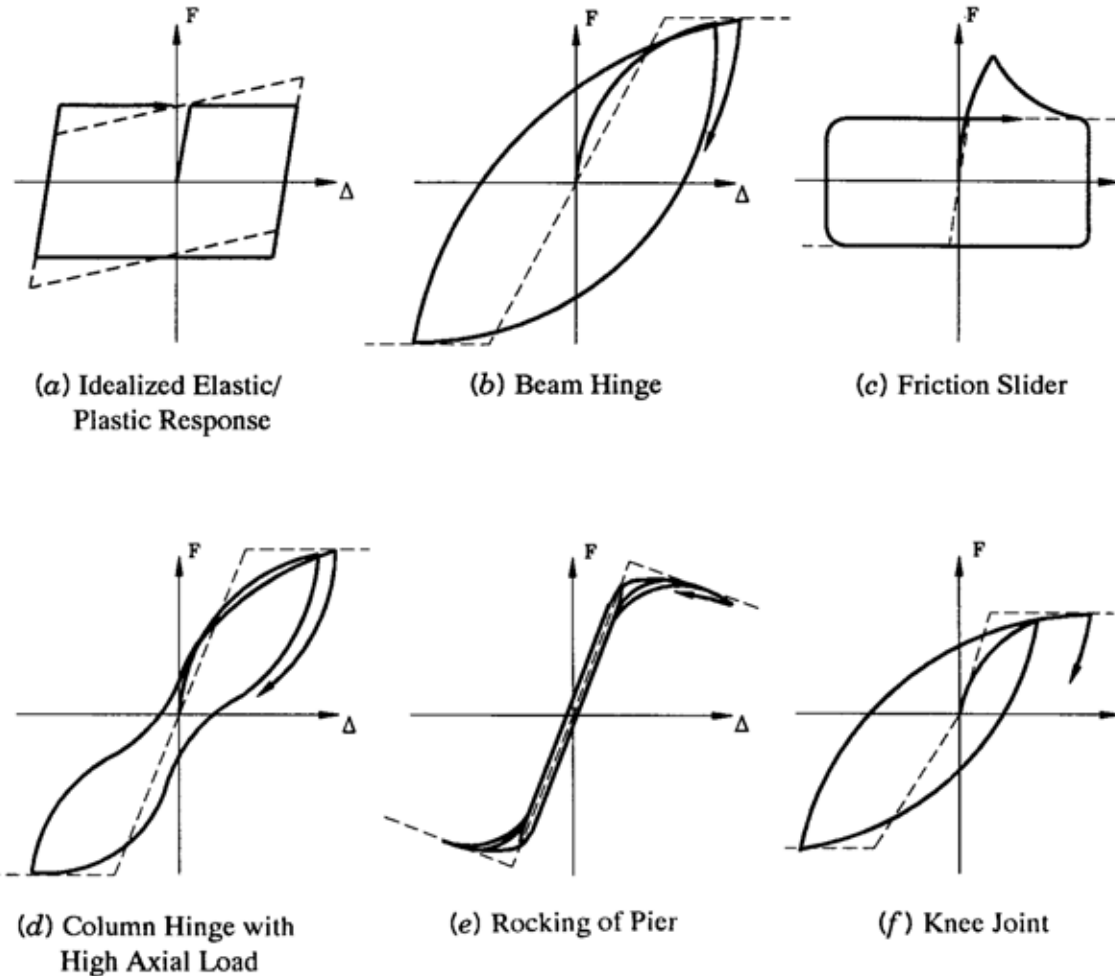 F
Δ
(a) Idealized Elastic/
Plastic Response
F
Δ
(b) Beam Hinge
F
(c) Friction Slider
F
Δ
(d) Column Hinge with
High Axial Load
F
Δ
(e) Rocking of Pier
F
(f) Knee Joint